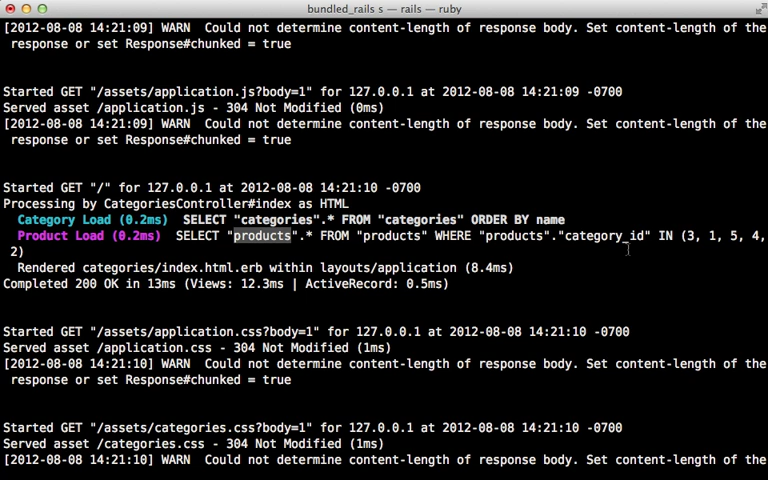 bundled_rails s — rails — ruby
[2012-08-08 14:21:09] WARN  Could not determine content-length of response body. Set content-length of the
 response or set Response#chunked = true
Started GET "/assets/application.js?body=1" for 127.0.0.1 at 2012-08-08 14:21:09 -0700
Served asset /application.js - 304 Not Modified (0ms)
[2012-08-08 14:21:09] WARN  Could not determine content-length of response body. Set content-length of the
 response or set Response#chunked = true
Started GET "/" for 127.0.0.1 at 2012-08-08 14:21:10 -0700
Processing by CategoriesController#index as HTML
  Category Load (0.2ms)  SELECT "categories".* FROM "categories" ORDER BY name
  Product Load (0.2ms)  SELECT "products".* FROM "products" WHERE "products"."category_id" IN (3, 1, 5, 4,
 2)
  Rendered categories/index.html.erb within layouts/application (8.4ms)
Completed 200 OK in 13ms (Views: 12.3ms | ActiveRecord: 0.5ms)
Started GET "/assets/application.css?body=1" for 127.0.0.1 at 2012-08-08 14:21:10 -0700
Served asset /application.css - 304 Not Modified (1ms)
[2012-08-08 14:21:10] WARN  Could not determine content-length of response body. Set content-length of the
 response or set Response#chunked = true
Started GET "/assets/categories.css?body=1" for 127.0.0.1 at 2012-08-08 14:21:10 -0700
Served asset /categories.css - 304 Not Modified (1ms)
[2012-08-08 14:21:10] WARN  Could not determine content-length of response body. Set content-length of the